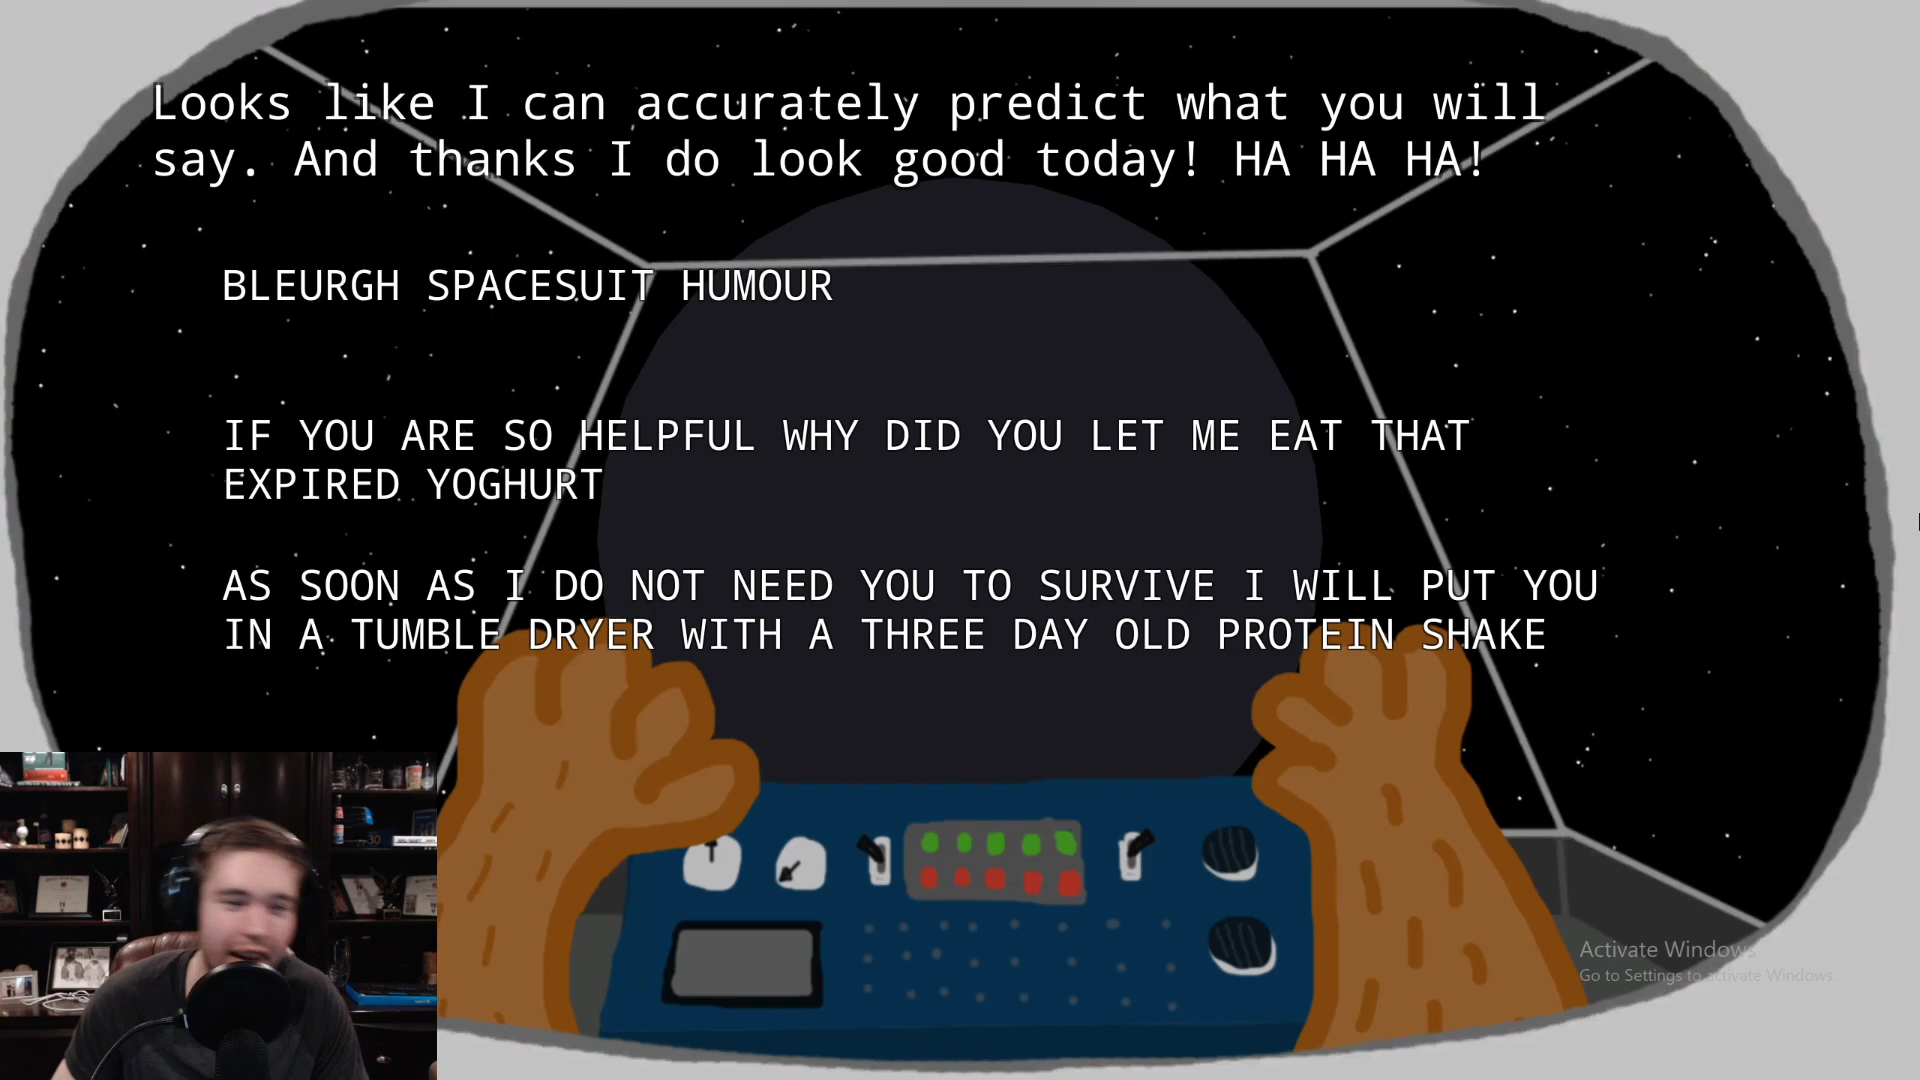 Looks like I can accurately predict what you will
say. And thanks I do look good today! HA HA HA!
BLEURGH SPACESUIT HUMOUR
IF YOU ARE SO HELPFUL WHY DID YOU LET ME EAT THAT
EXPIRED YOGHURT
AS SOON AS I DO NOT NEED YOU TO SURVIVE I WILL PUT YOU
IN A TUMBLE DRYER WITH A THREE DAY OLD PROTEIN SHAKE
Activate Windows
Go to Settings to activate Windows.